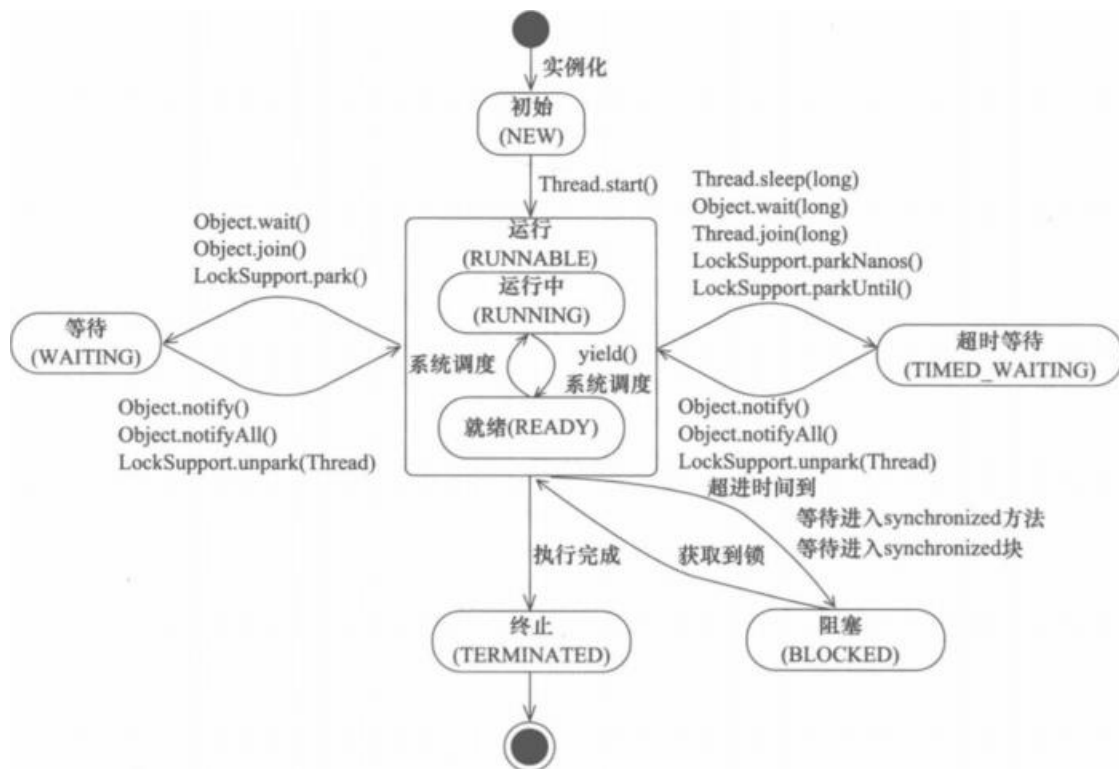 实例化
初始
(NEW)
Thread.start()
Object.wait()
Object.join()
LockSupport.park()
运行
(RUNNABLE)
运行中
(RUNNING)
系统调度
yield()
系统调度
就绪(READY)
Thread.sleep(long)
Object.wait(long)
Thread.join(long)
LockSupport.parkNanos()
LockSupport.parkUntil()
等待
(WAITING)
超时等待
(TIMED_WAITING)
Object.notify()
Object.notifyAll()
LockSupport.unpark(Thread)
Object.notify()
Object.notifyAll()
LockSupport.unpark(Thread)
超进时间到
等待进入synchronized方法
等待进入synchronized块
执行完成
获取到锁
终止
(TERMINATED)
阻塞
(BLOCKED)